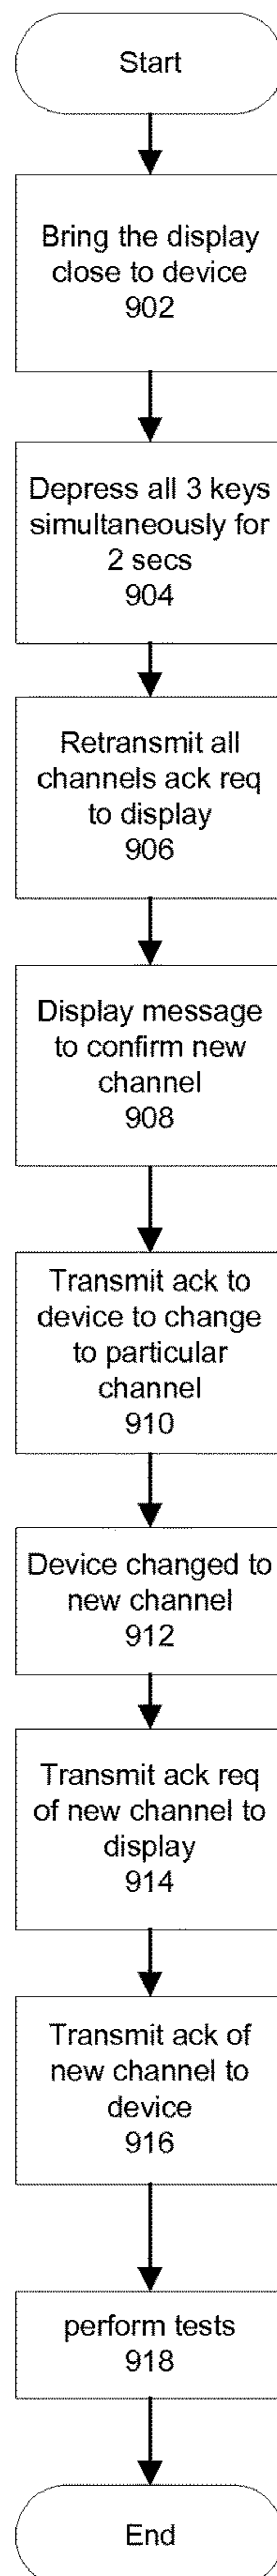 Start
Bring the display
close to device
902
Depress all 3 keys
simultaneously for
2 secs
904
Retransmit all
channels ack req
to display
906
Display message
to confirm new
channel
908
Transmit ack to
device to change
to particular
channel
910
Device changed to
new channel
912
Transmit ack req
of new channel to
display
914
Transmit ack of
new channel to
device
916
perform tests
918
End